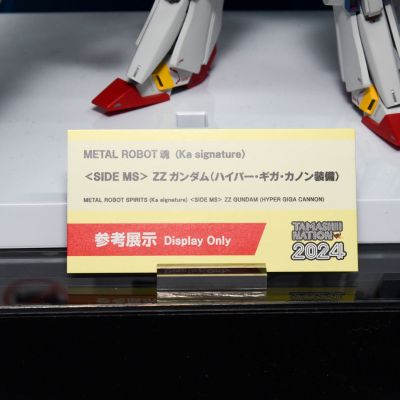 METAL ROBOT魂 (Ka signature)
〈SIDE MS〉 ZZガンダム(ハイパー・ギガ・カノン装備)
METAL ROBOT SPIRITS (Ka signature) <SIDE MS> ZZ GUNDAM (HYPER GIGA CANNON)
参考展示 Display Only
TAMASHII
NATION
2024